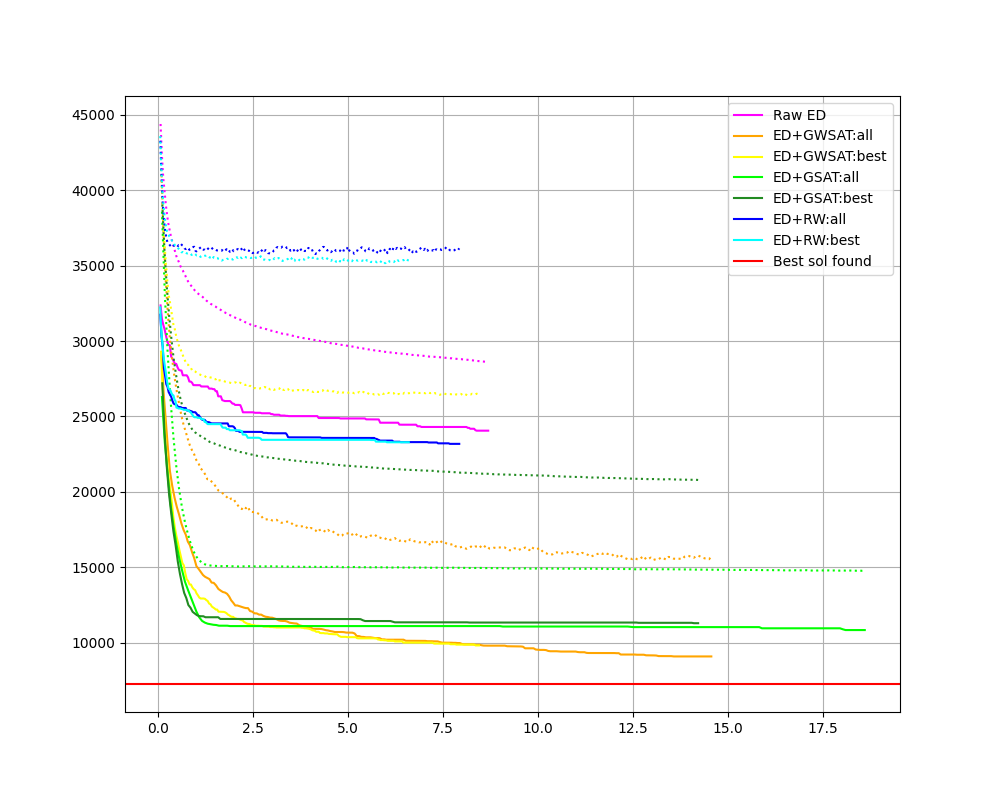 45000
40000
35000
30000
25000
20000
15000
10000
0.0 2.5 5.0 7.5 10.0 12.5 15.0 17.5
Raw ED
ED+GWSAT:all
ED+GWSAT:best
ED+GSAT:all
ED+GSAT:best
ED+RW:all
ED+RW:best
Best sol found